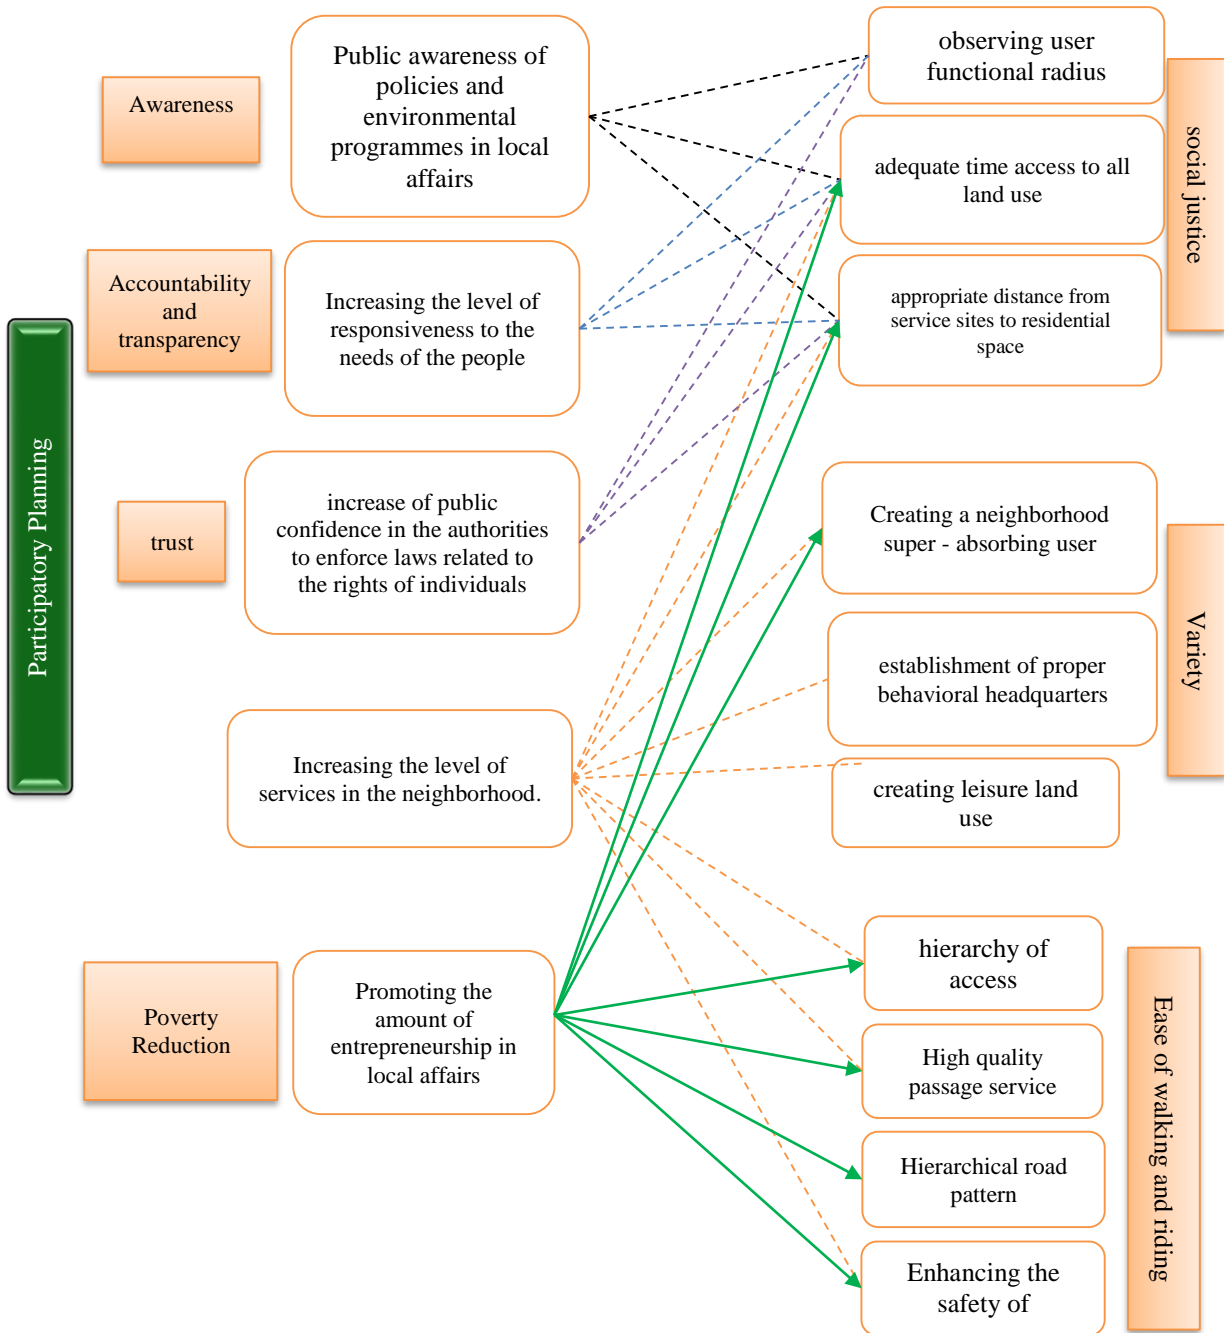 Participatory Planning
Awareness
Public awareness of
policies and
environmental
programmes in local
affairs
Accountability
and
transparency
Increasing the level of
responsiveness to the
needs of the people
trust
increase of public
confidence in the authorities
to enforce laws related to
the rights of individuals
Increasing the level of
services in the neighborhood.
Poverty
Reduction
Promoting the
amount of
entrepreneurship in
local affairs
observing user
functional radius
adequate time access to all
land use
appropriate distance from
service sites to residential
space
social justice
Creating a neighborhood
super - absorbing user
establishment of proper
behavioral headquarters
creating leisure land
use
Variety
hierarchy of
access
High quality
passage service
Hierarchical road
pattern
Enhancing the
safety of
Ease of walking and riding